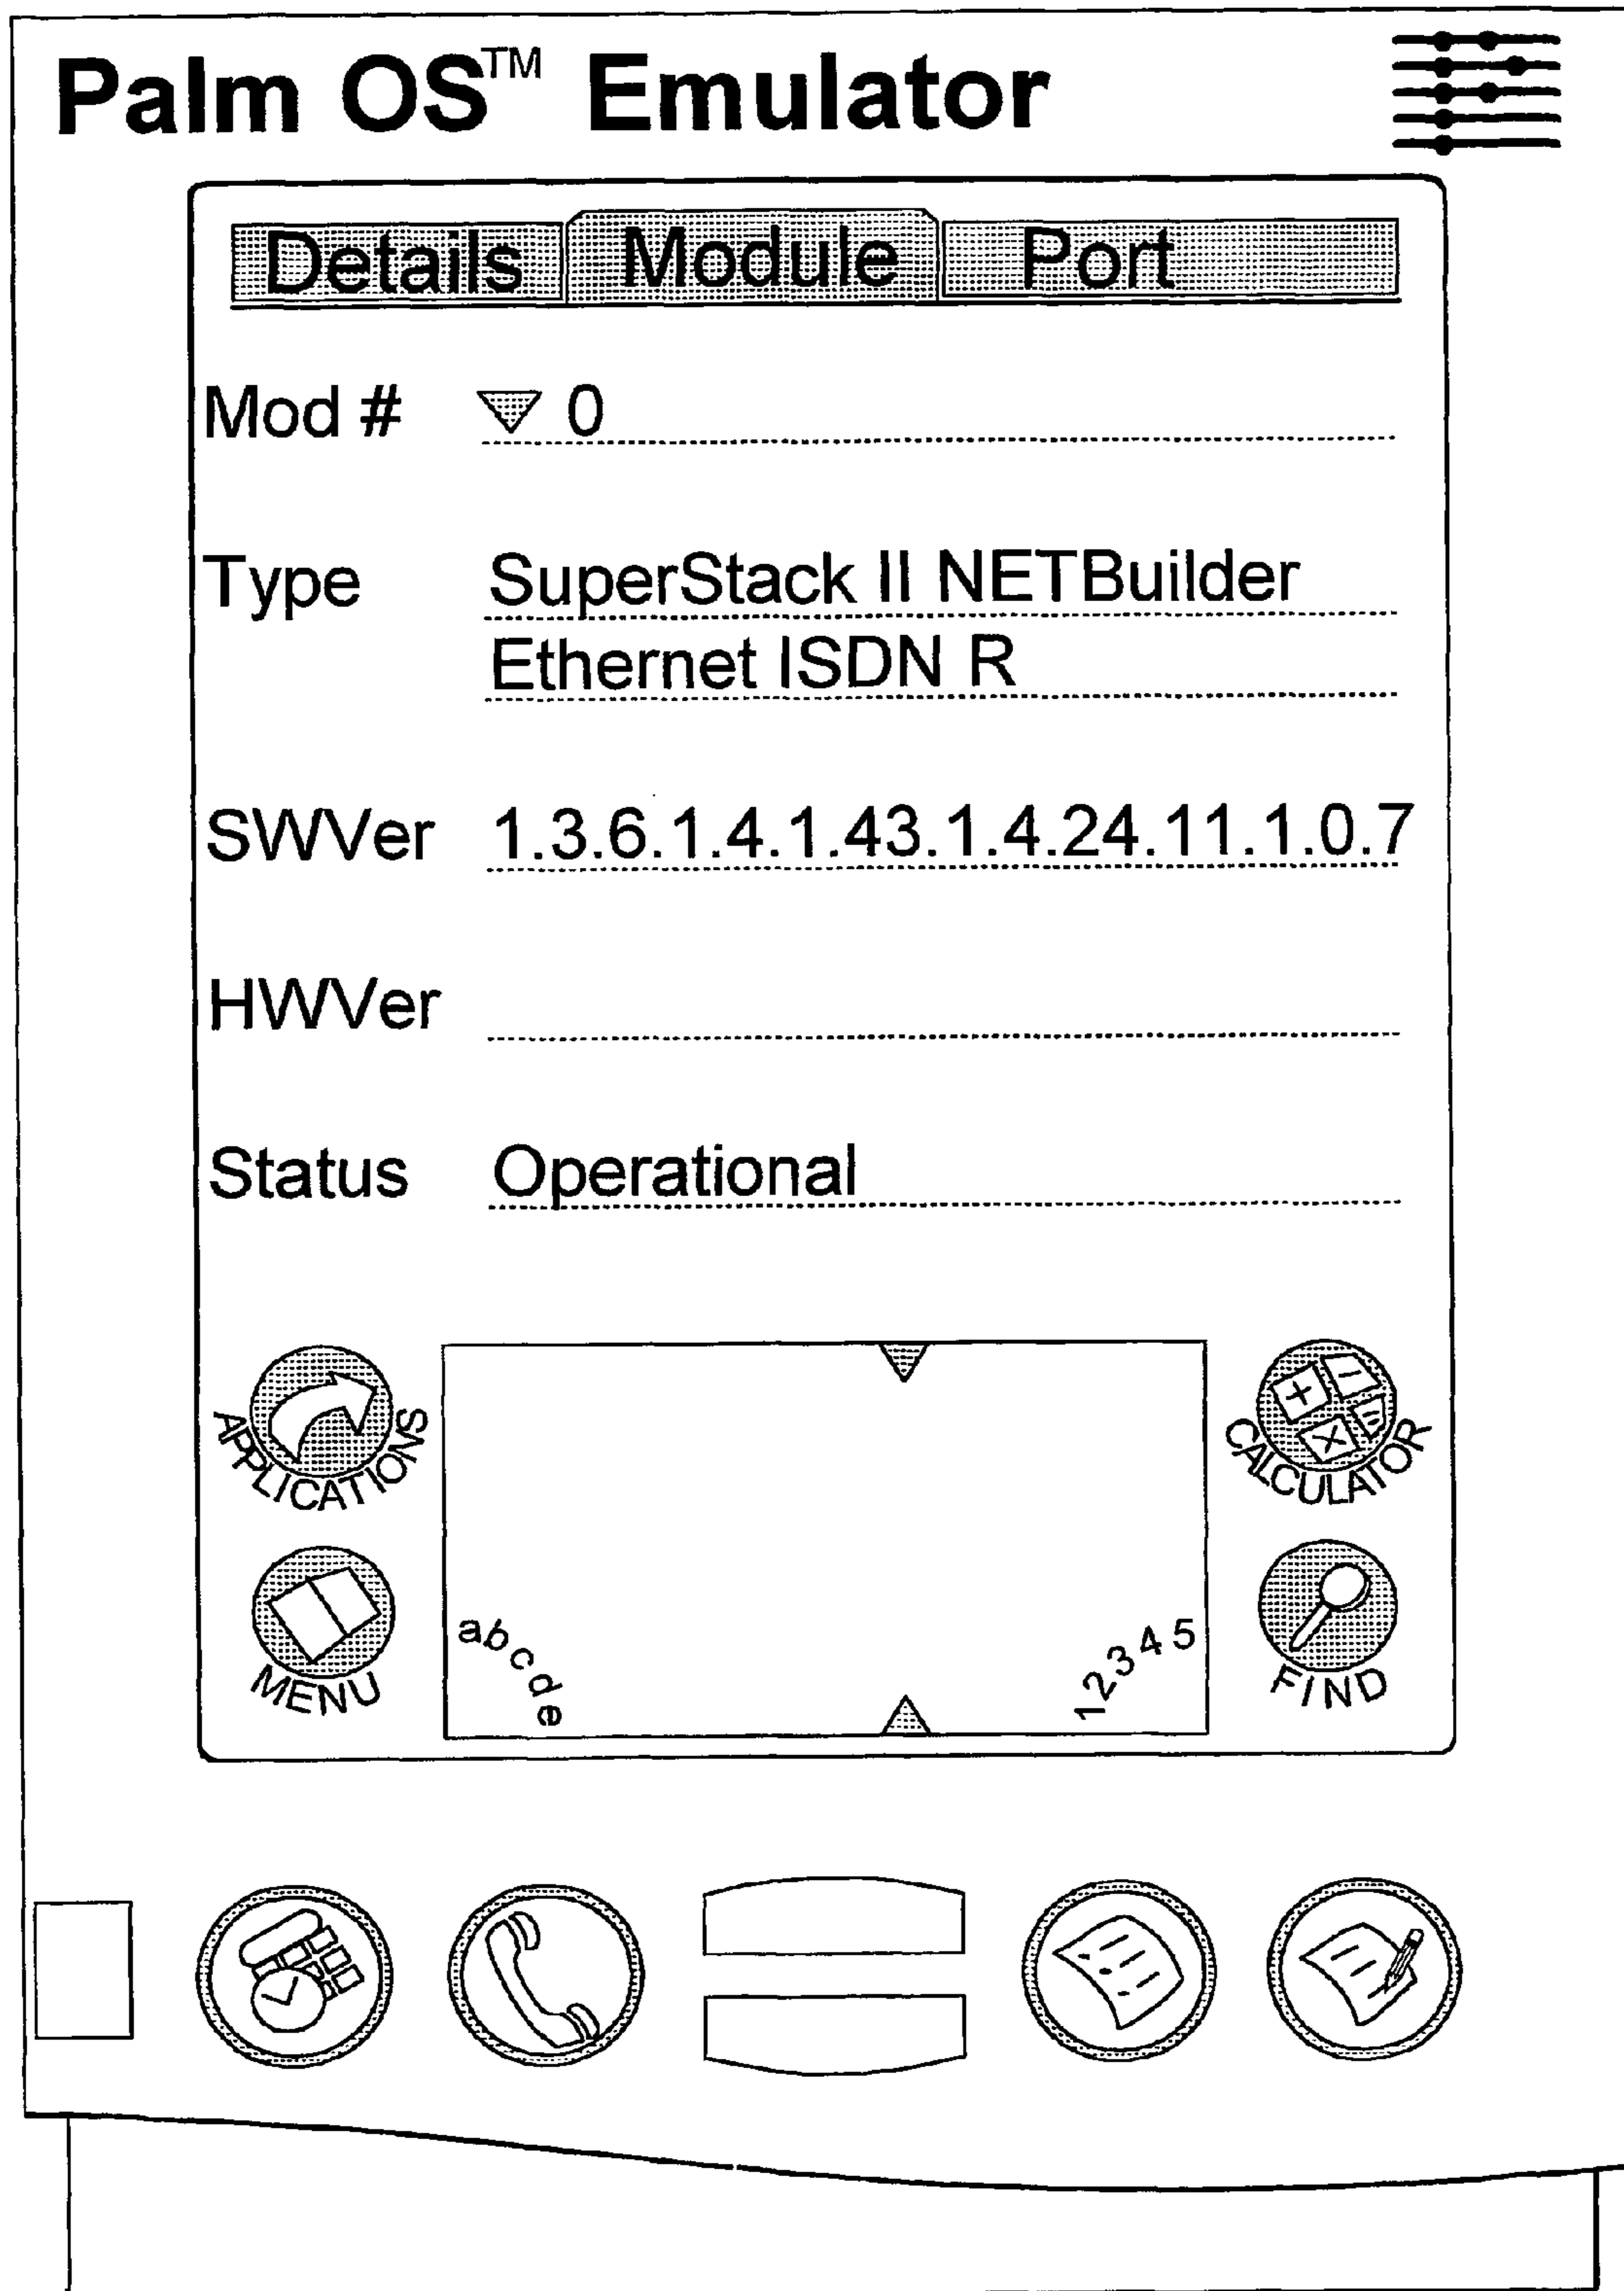 Palm OS™ Emulator
Details Module Port
Mod # 0
Type SuperStack II NETBuilder
Ethernet ISDN R
SWVer 1.3.6.1.4.1.43.1.4.24.11.1.0.7
HWVer
Status Operational
APPLICATIONS
CALCULATOR
MENU
abcde
12345
FIND